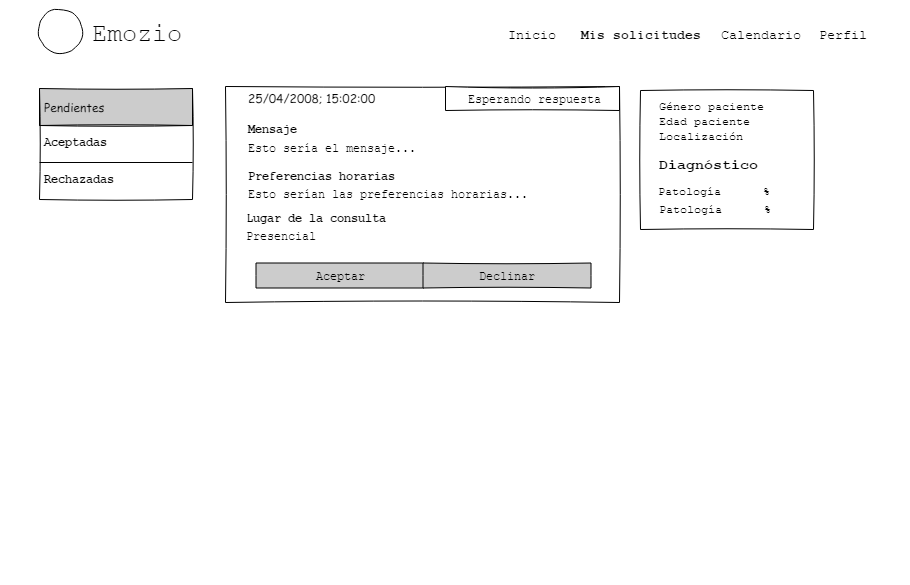 Emozio
Inicio Mis solicitudes Calendario Perfil
Pendientes
Aceptadas
Rechazadas
25/04/2008; 15:02:00
Esperando respuesta
Mensaje
Esto sería el mensaje...
Preferencias horarias
Esto serían las preferencias horarias...
Lugar de la consulta
Presencial
Aceptar Declinar
Género paciente
Edad paciente
Localización
Diagnóstico
Patología %
Patología %